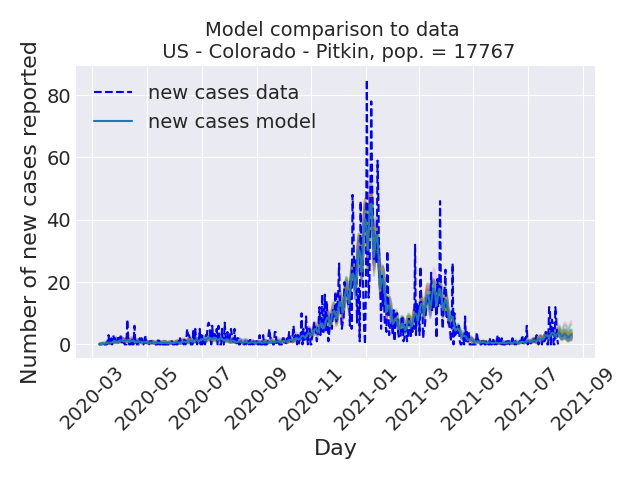 Model comparison to data
US - Colorado - Pitkin, pop. = 17767
Number of new cases reported
80
60
40
20
0
new cases data
new cases model
2020-03
2020-05
2020-07
2020-09
2020-11
2021-01
2021-03
2021-05
2021-07
2021-09
Day